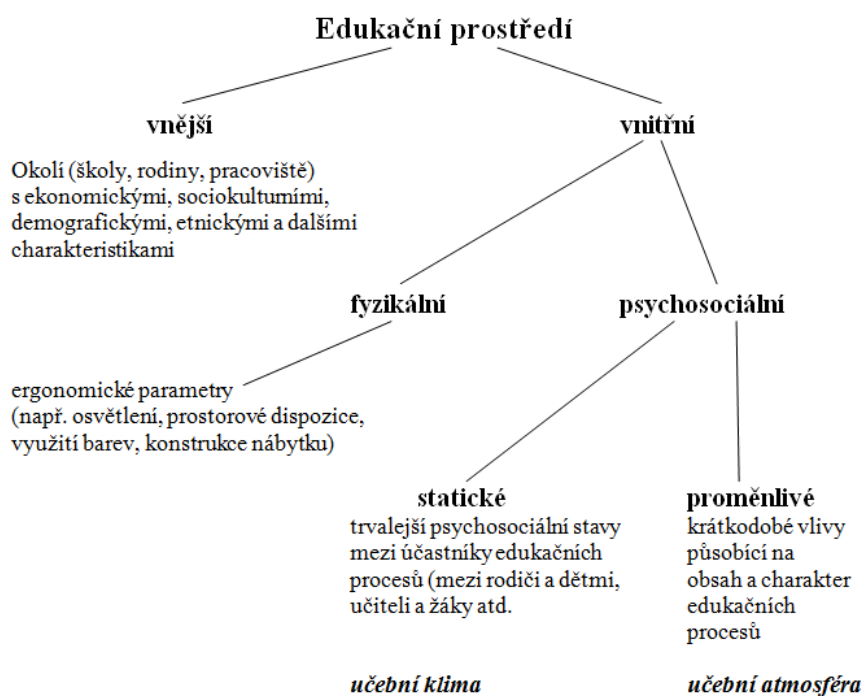 Edukační prostředí
vnější
vnitřní
Okolí (školy, rodiny, pracoviště)
s ekonomickými, sociokulturními,
demografickými, etnickými a dalšími
charakteristikami
fyzikální
psychosociální
ergonomické parametry
(např. osvětlení, prostorové dispozice,
využití barev, konstrukce nábytku)
statické
trvalejší psychosociální stavy
mezi účastníky edukačních
procesů (mezi rodiči a dětmi,
učiteli a žáky atd.
učební klima
proměnlivé
krátkodobé vlivy
působící na
obsah a charakter
edukačních
procesů
učební atmosféra